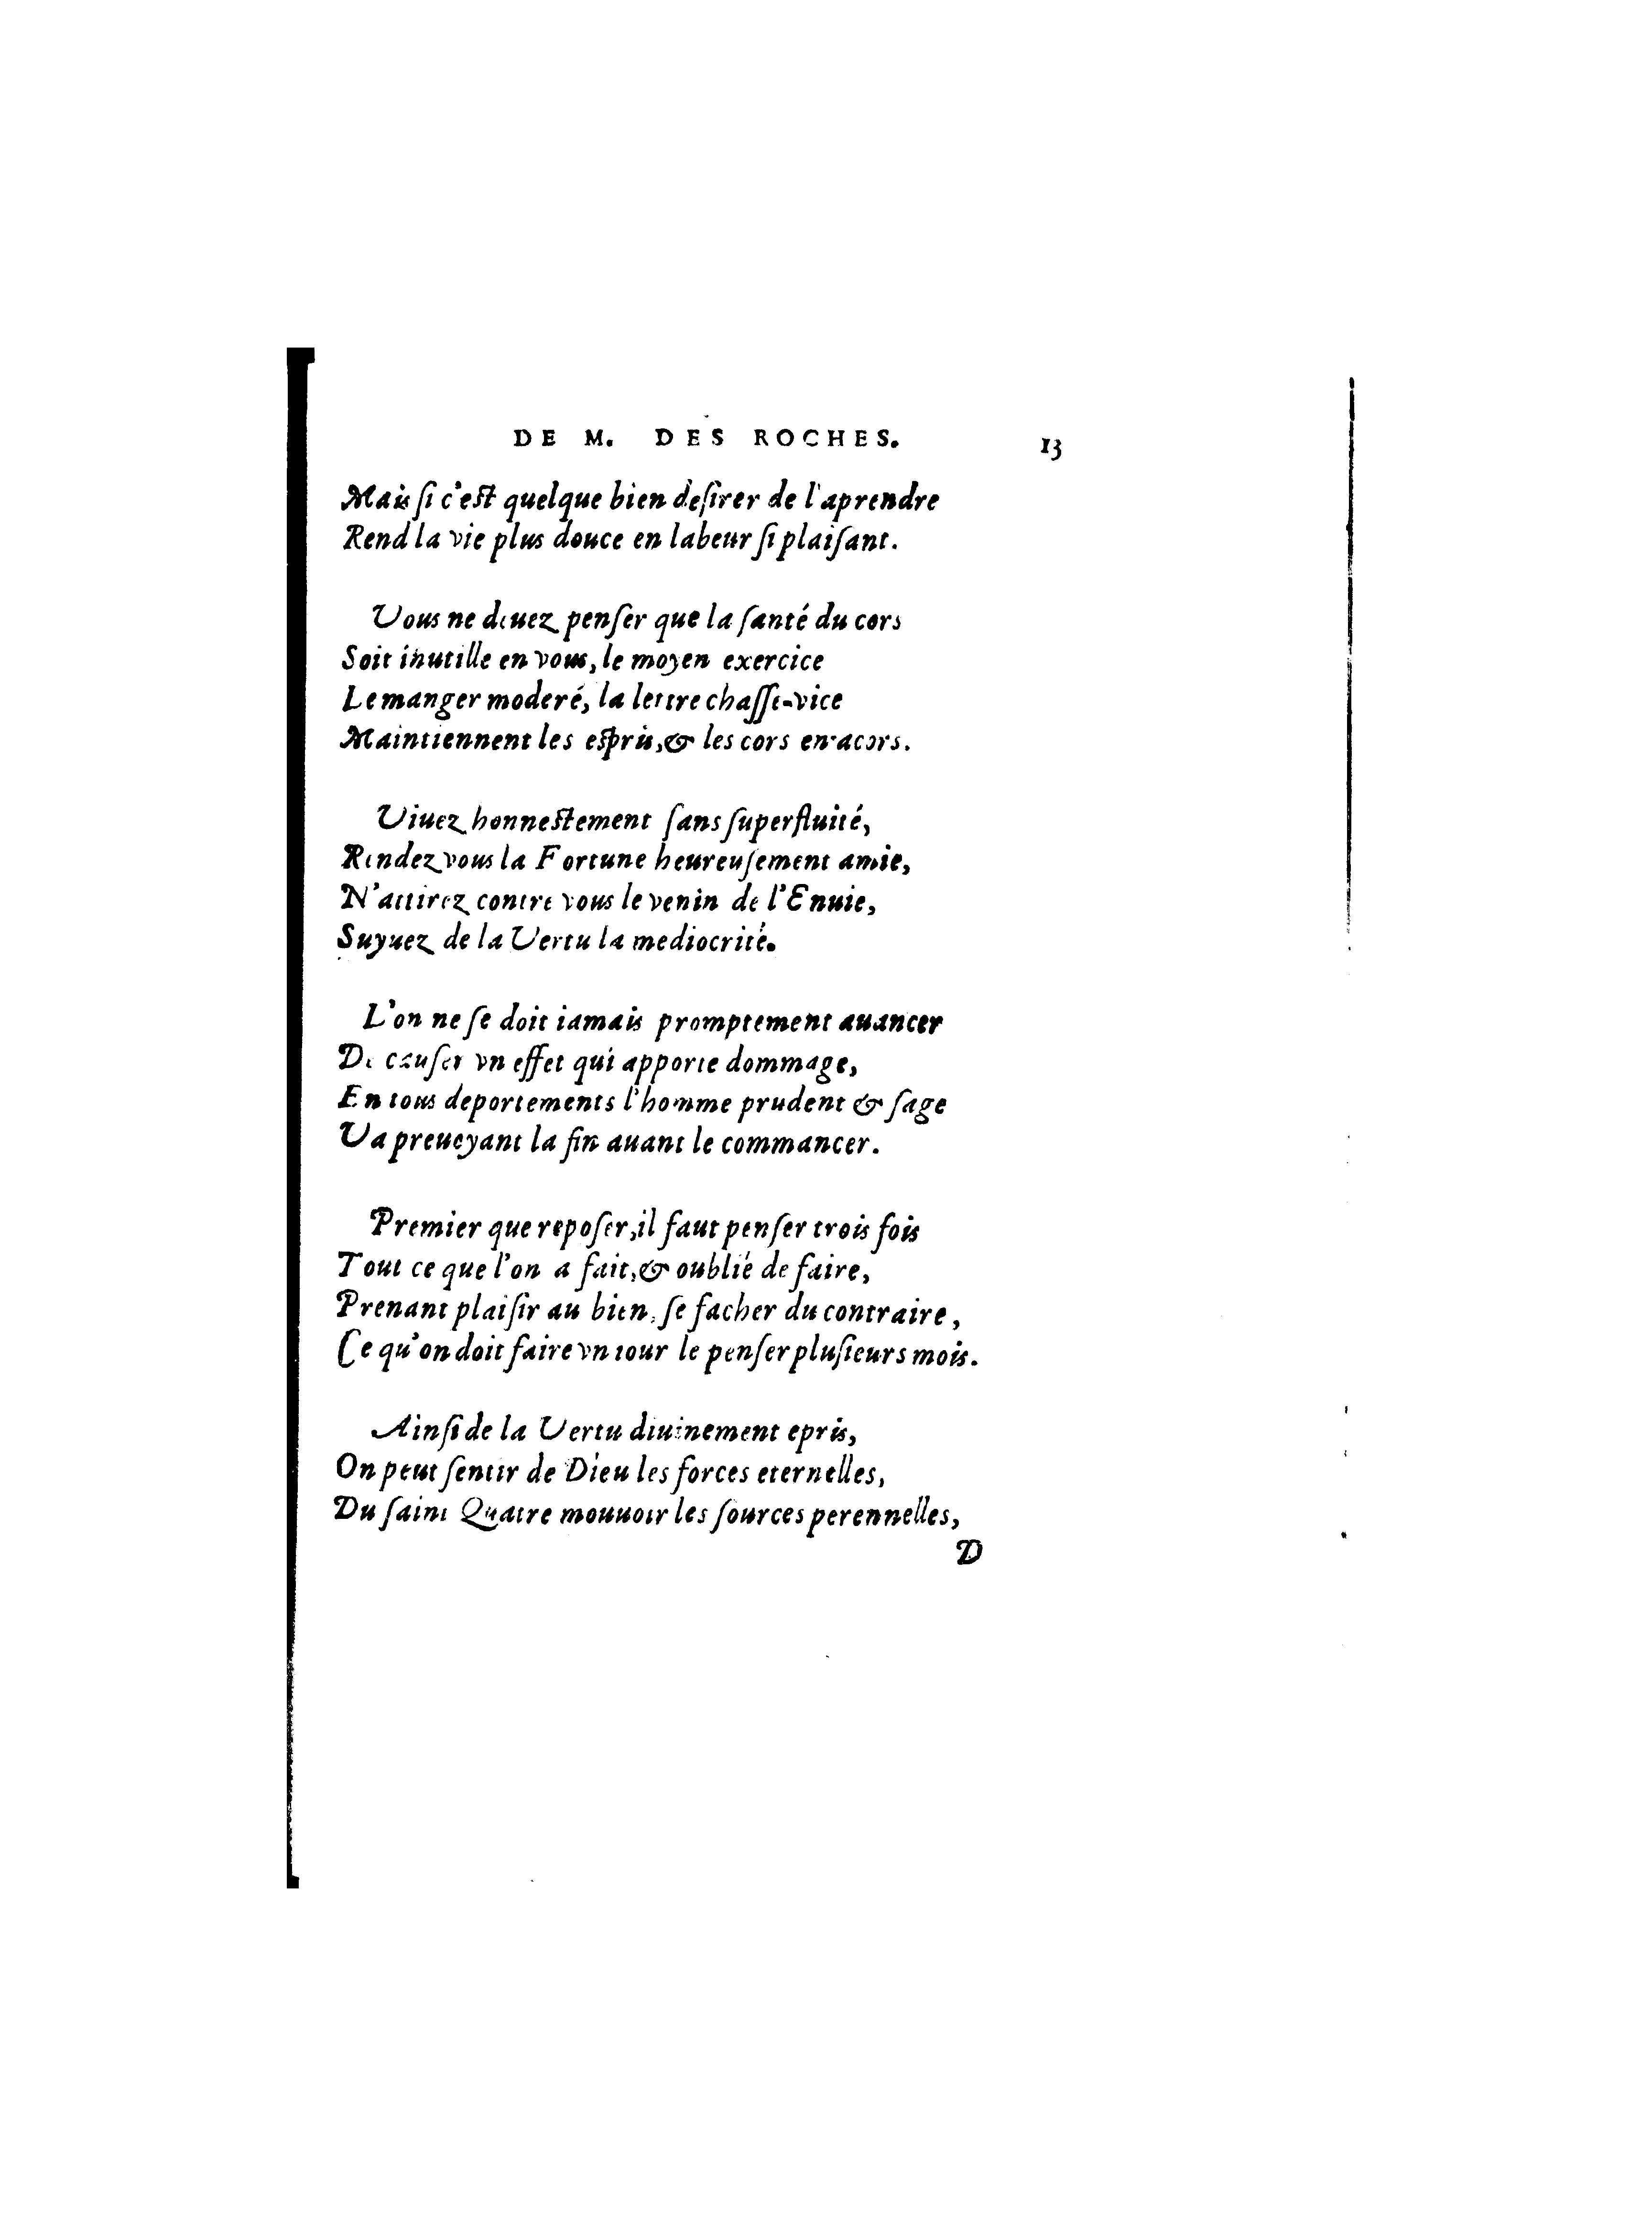 DE M. DES ROCHES. 13
Mais ſi c'eſt quelque bien deſirer de l'aprendre
Rend la vie plus douce en labeur ſi plaiſant.
Vous ne deuez penſer que la ſanté du cors
Soit inutille en vous, le moyen exercice
Le manger moderé, la lettre chaſſe-vice
Maintiennent les eſpris, & les cors en acors.
Viuez honneſtement ſans ſuperfluité,
Rendez vous la Fortune heureuſement amie,
N'attirez contre vous le venin de l'Enuie,
Suyuez de la Vertu la mediocrité.
L'on ne ſe doit iamais promptement auancer
De cauſer vn effet qui apporte dommage,
En tous deportements l'homme prudent & ſage
Va preuoyant la fin auant le commancer.
Premier que repoſer, il faut penſer trois fois
Tout ce que l'on a fait, & oublié de faire,
Prenant plaiſir au bien, ſe facher du contraire,
Ce qu'on doit faire vn iour le penſer pluſieurs mois.
Ainſi de la Vertu diuinement epris,
On peut ſentir de Dieu les forces eternelles,
Du ſaint Quatre mouuoir les ſources perennelles,
D